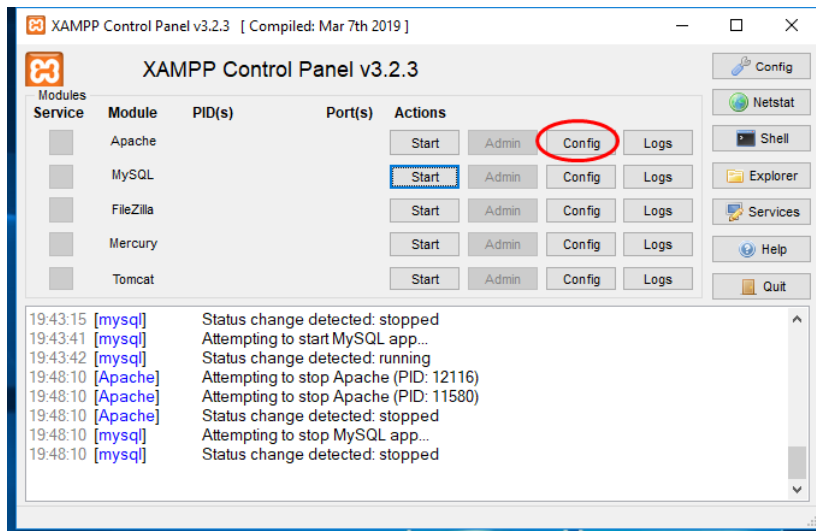 XAMPP Control Panel v3.2.3 [ Compiled: Mar 7th 2019 ]
XAMPP Control Panel v3.2.3
Config
Modules
Service Module PID(s) Port(s) Actions
Netstat
Apache Start Admin Config Logs
Shell
MySQL Start Admin Config Logs
Explorer
FileZilla Start Admin Config Logs
Services
Mercury Start Admin Config Logs
Help
Tomcat Start Admin Config Logs
Quit
19:43:15 [mysql] Status change detected: stopped
19:43:41 [mysql] Attempting to start MySQL app...
19:43:42 [mysql] Status change detected: running
19:48:10 [Apache] Attempting to stop Apache (PID: 12116)
19:48:10 [Apache] Attempting to stop Apache (PID: 11580)
19:48:10 [Apache] Status change detected: stopped
19:48:10 [mysql] Attempting to stop MySQL app...
19:48:10 [mysql] Status change detected: stopped